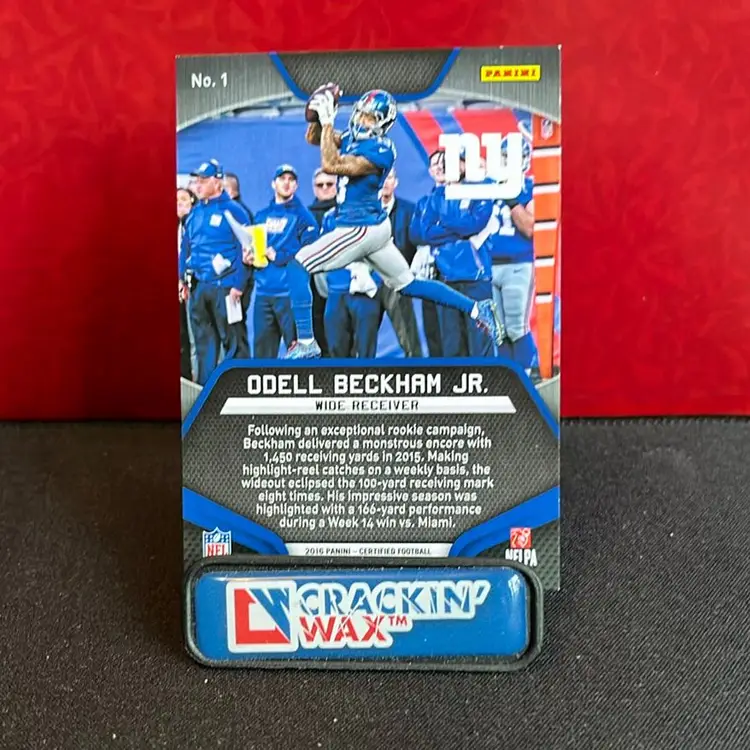 No. 1
PANINI
ny
ODELL BECKHAM JR.
WIDE RECEIVER
Following an exceptional rookie campaign,
Beckham delivered a monstrous encore with
1,450 receiving yards in 2015. Making
highlight-reel catches on a weekly basis, the
wideout eclipsed the 100-yard receiving mark
eight times. His impressive season was
highlighted with a 166-yard performance
during a Week 14 win vs. Miami.
NFL
2016 PANINI – CERTIFIED FOOTBALL
NFLPA
CW CRACKIN'
WAX™